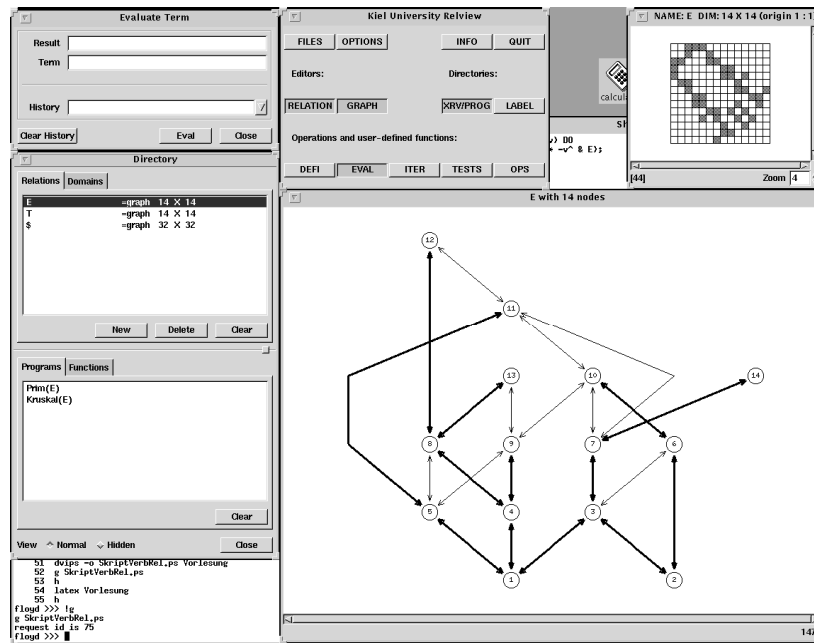 Evaluate Term
Result
Term
History
Clear History Eval Close
Kiel University Relview
FILES OPTIONS INFO QUIT
Editors: Directories:
RELATION GRAPH XRV/PROG LABEL
Operations and user-defined functions:
DEFI EVAL ITER TESTS OPS
v) DO
* -v^ & E);
NAME: E DIM: 14 X 14 (origin 1 : 1)
[44] Zoom 4
Directory
Relations Domains
E =graph 14 X 14
T =graph 14 X 14
$ =graph 32 X 32
New Delete Clear
Programs Functions
Prim(E)
Kruskal(E)
Clear
View Normal Hidden Close
51 dvips -o SkriptVerbRel.ps Vorlesung
52 g SkriptVerbRel.ps
53 h
54 latex Vorlesung
55 h
floyd >>> !g
g SkriptVerbRel.ps
request id is 75
floyd >>>
E with 14 nodes
12
11
13 10 14
8 9 7 6
5 4 3
1 2